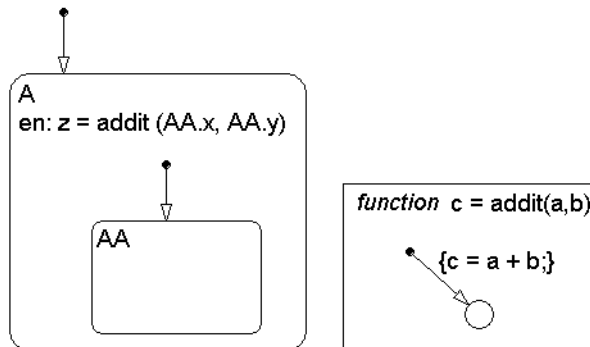 A
en: z = addit (AA.x, AA.y)
AA
function c = addit(a,b)
{c = a + b;}